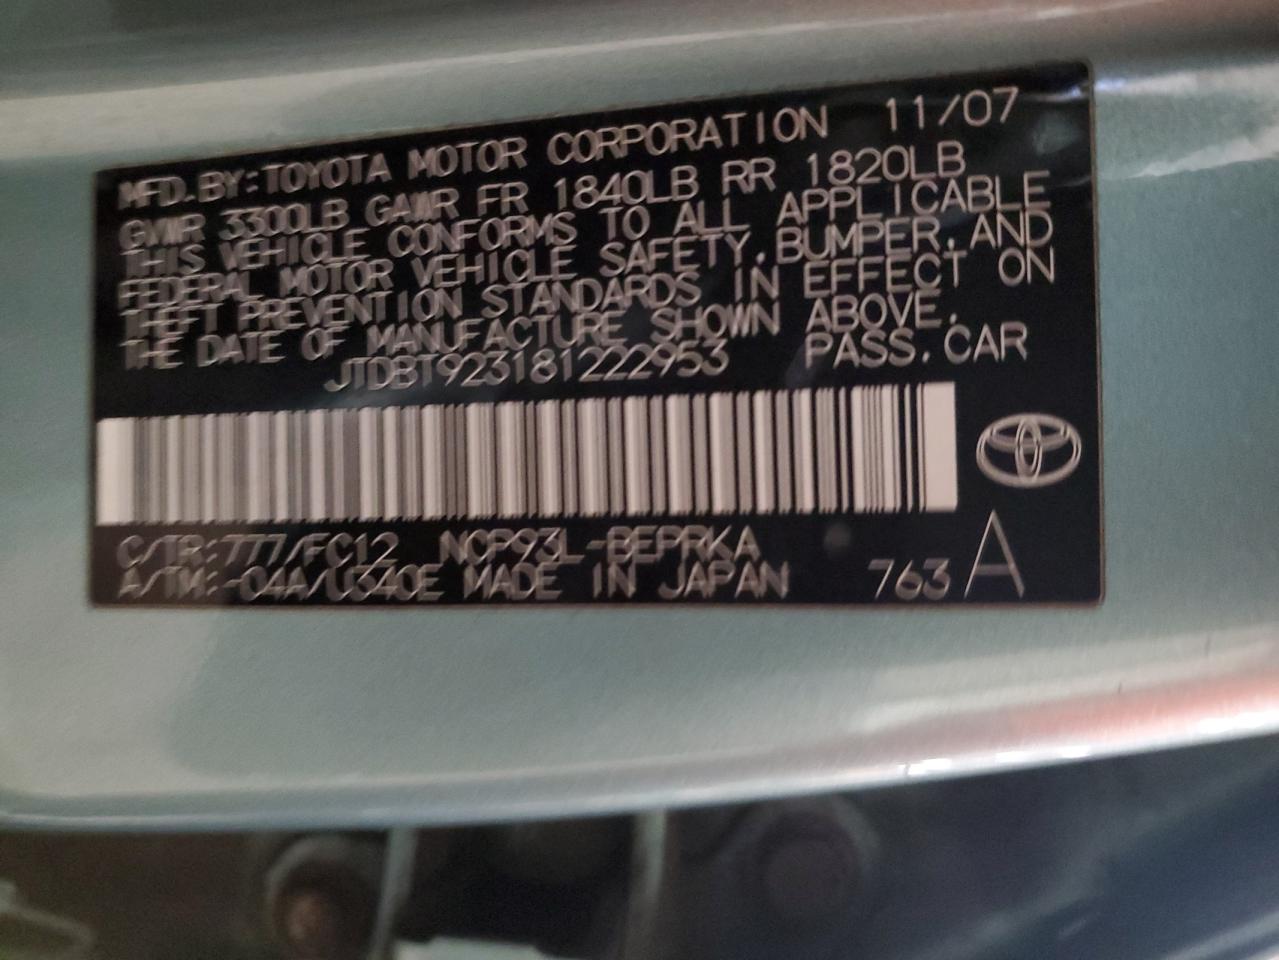 MFD.BY:TOYOTA MOTOR CORPORATION 11/07
GVWR 3300LB GAWR FR 1840LB RR 1820LB
THIS VEHICLE CONFORMS TO ALL APPLICABLE
FEDERAL MOTOR VEHICLE SAFETY,BUMPER,AND
THEFT PREVENTION STANDARDS IN EFFECT ON
THE DATE OF MANUFACTURE SHOWN ABOVE.
JTDBT923181222953 PASS.CAR
C/TR:777/FC12 NCP93L-BEPRKA
A/TM:-04A/U340E MADE IN JAPAN 763 A